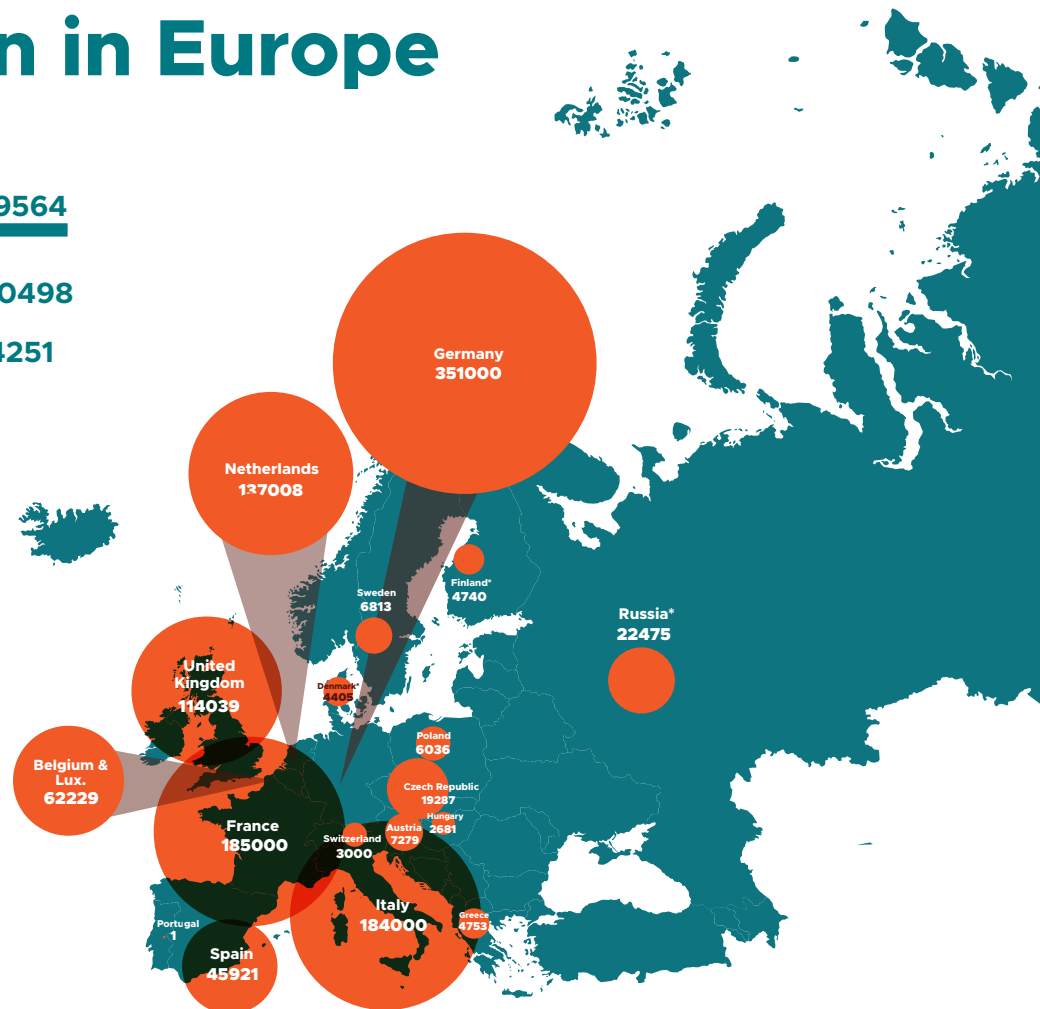 n in Europe
9564
0498
4251
Germany
351000
Netherlands
137008
Finland*
4740
Sweden
6813
Russia*
22475
United
Kingdom
114039
Denmark*
4405
Poland
6036
Belgium &
Lux.
62229
Czech Republic
19287
Hungary
2681
France
185000
Austria
7279
Switzerland
3000
Italy
184000
Greece
4753
Portugal
1
Spain
45921